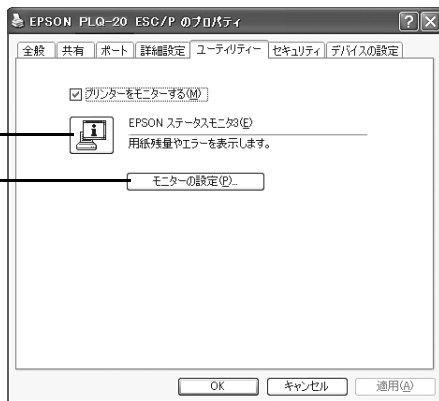 EPSON PLQ-20 ESC/P のプロパティ
全般 共有 ポート 詳細設定 ユーティリティー セキュリティ デバイスの設定
プリンターをモニターする(M)
EPSON ステータスモニタ3(E)
用紙残量やエラーを表示します。
モニターの設定(P)...
OK キャンセル 適用(A)